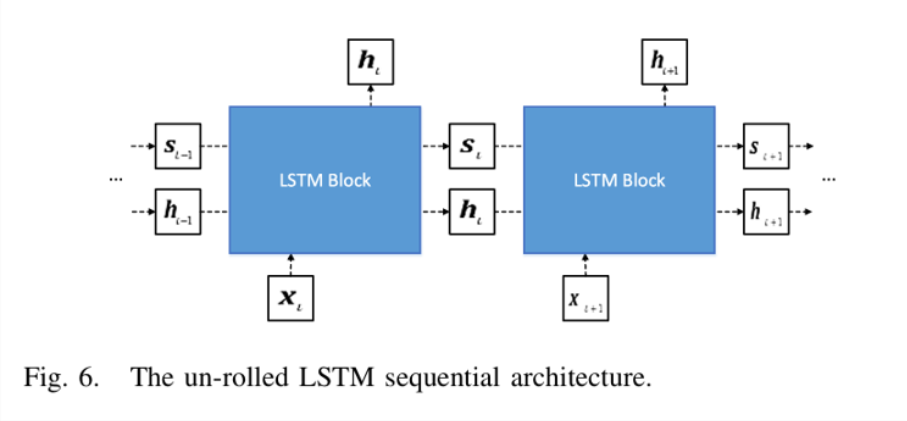 h_t h_{t+1}
s_{t-1} s_t s_{t+1}
... LSTM Block LSTM Block ...
h_{t-1} h_t h_{t+1}
x_t x_{t+1}
Fig. 6. The un-rolled LSTM sequential architecture.